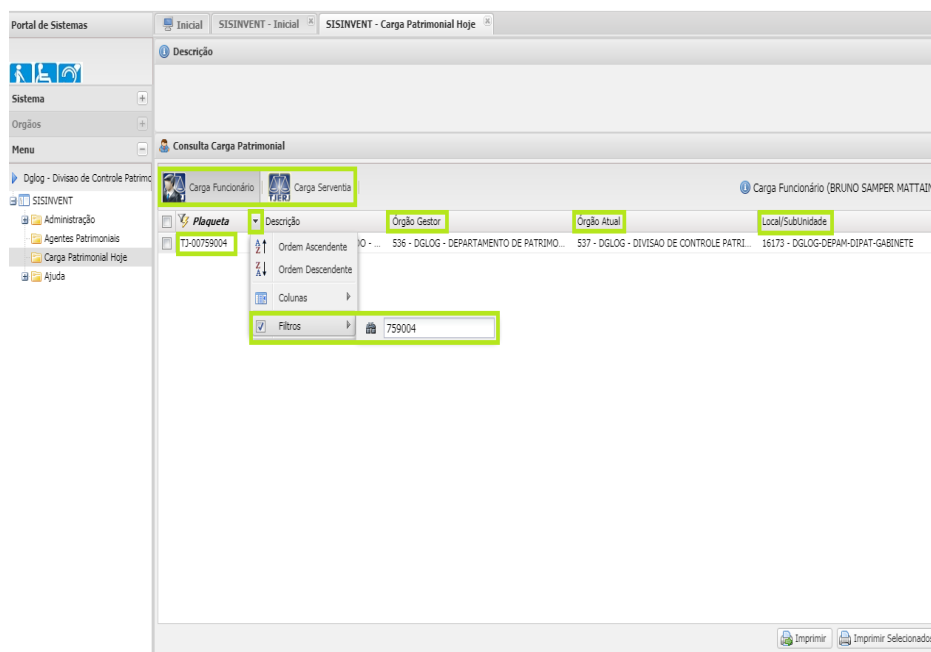 Portal de Sistemas
Inicial SISINVENT - Inicial SISINVENT - Carga Patrimonial Hoje
Descrição
Sistema
Orgãos
Menu
Dglog - Divisao de Controle Patrimo
SISINVENT
Administração
Agentes Patrimoniais
Carga Patrimonial Hoje
Ajuda
Consulta Carga Patrimonial
Carga Funcionário TJERJ Carga Serventia Carga Funcionário (BRUNO SAMPER MATTAIN
Plaqueta Descrição Órgão Gestor Órgão Atual Local/SubUnidade
TJ-00759004 DO - ... 536 - DGLOG - DEPARTAMENTO DE PATRIMO... 537 - DGLOG - DIVISAO DE CONTROLE PATRI... 16173 - DGLOG-DEPAM-DIPAT-GABINETE
Ordem Ascendente
Ordem Descendente
Colunas
Filtros 759004
Imprimir Imprimir Selecionados